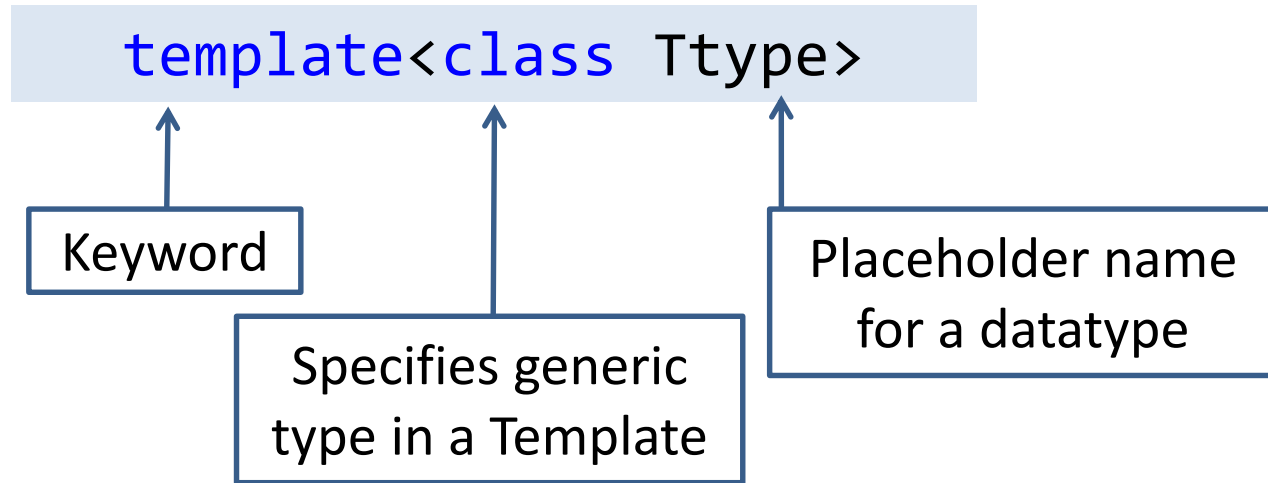 template<class Ttype>
Keyword
Specifies generic
type in a Template
Placeholder name
for a datatype